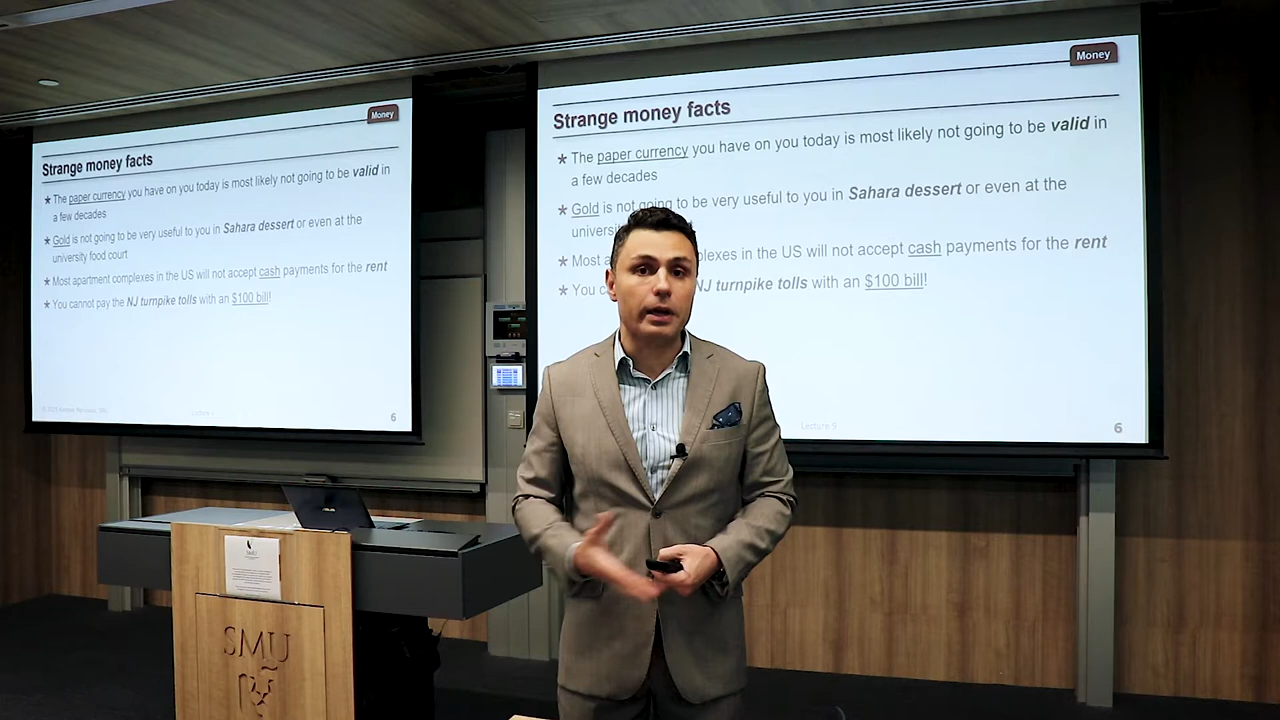 Money
Strange money facts
★ The paper currency you have on you today is most likely not going to be valid in
a few decades
★ Gold is not going to be very useful to you in Sahara dessert or even at the
university food court
★ Most apartment complexes in the US will not accept cash payments for the rent
★ You cannot pay the NJ turnpike tolls with an $100 bill!
Lecture
6
Money
Strange money facts
★ The paper currency you have on you today is most likely not going to be valid in
a few decades
★ Gold is not going to be very useful to you in Sahara dessert or even at the
★ Most in the US will not accept cash payments for the rent
★ You NJ turnpike tolls with an $100 bill!
Lecture 9
6
SMU
SMU